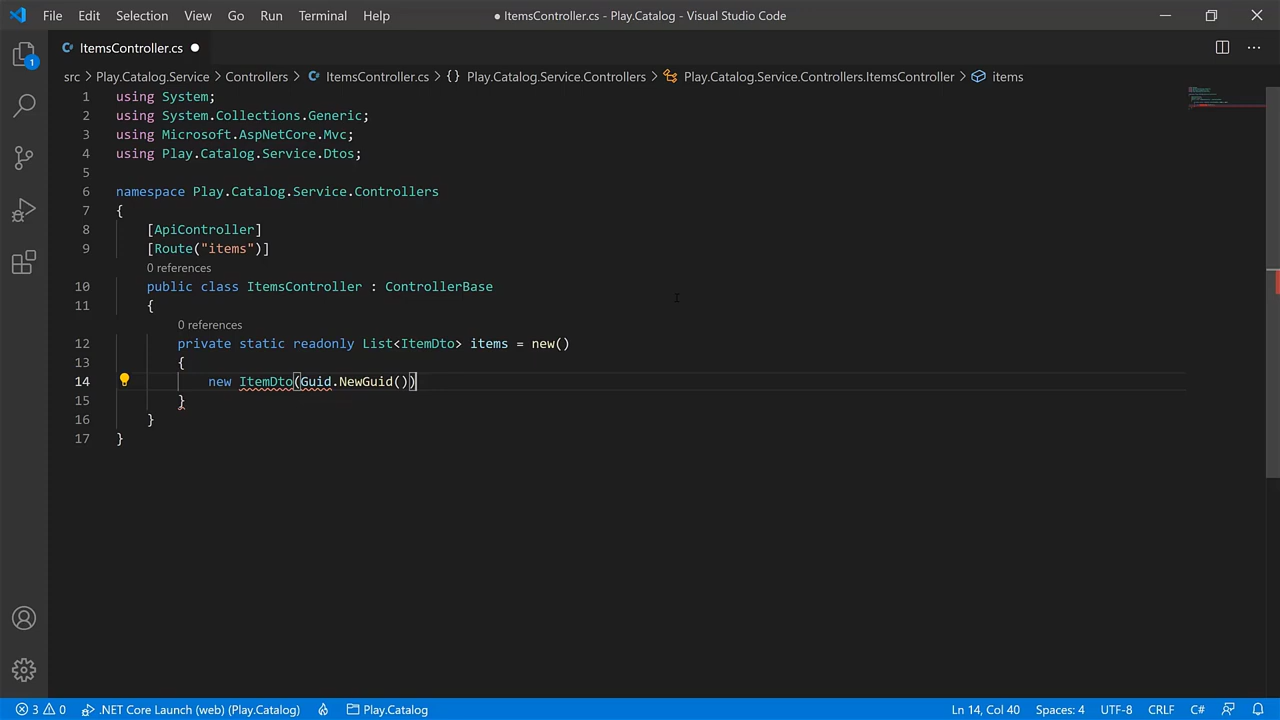 File Edit Selection View Go Run Terminal Help
● ItemsController.cs - Play.Catalog - Visual Studio Code
ItemsController.cs ●
1
src > Play.Catalog.Service > Controllers > ItemsController.cs > {} Play.Catalog.Service.Controllers > Play.Catalog.Service.Controllers.ItemsController > items
1 using System;
2 using System.Collections.Generic;
3 using Microsoft.AspNetCore.Mvc;
4 using Play.Catalog.Service.Dtos;
5
6 namespace Play.Catalog.Service.Controllers
7 {
8 [ApiController]
9 [Route("items")]
0 references
10 public class ItemsController : ControllerBase
11 {
0 references
12 private static readonly List<ItemDto> items = new()
13 {
14 new ItemDto(Guid.NewGuid())
15 }
16 }
17 }
3 0 .NET Core Launch (web) (Play.Catalog) Play.Catalog Ln 14, Col 40 Spaces: 4 UTF-8 CRLF C#